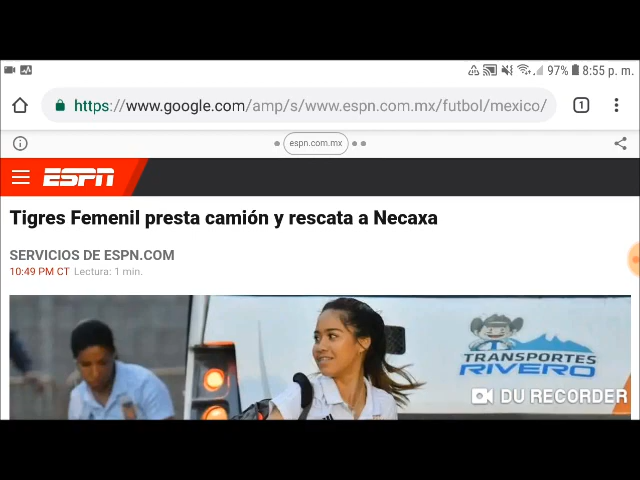 97% 8:55 p. m.
https://www.google.com/amp/s/www.espn.com.mx/futbol/mexico/
1
espn.com.mx
ESPN
Tigres Femenil presta camión y rescata a Necaxa
SERVICIOS DE ESPN.COM
10:49 PM CT Lectura: 1 min.
TRANSPORTES
RIVERO
DU RECORDER